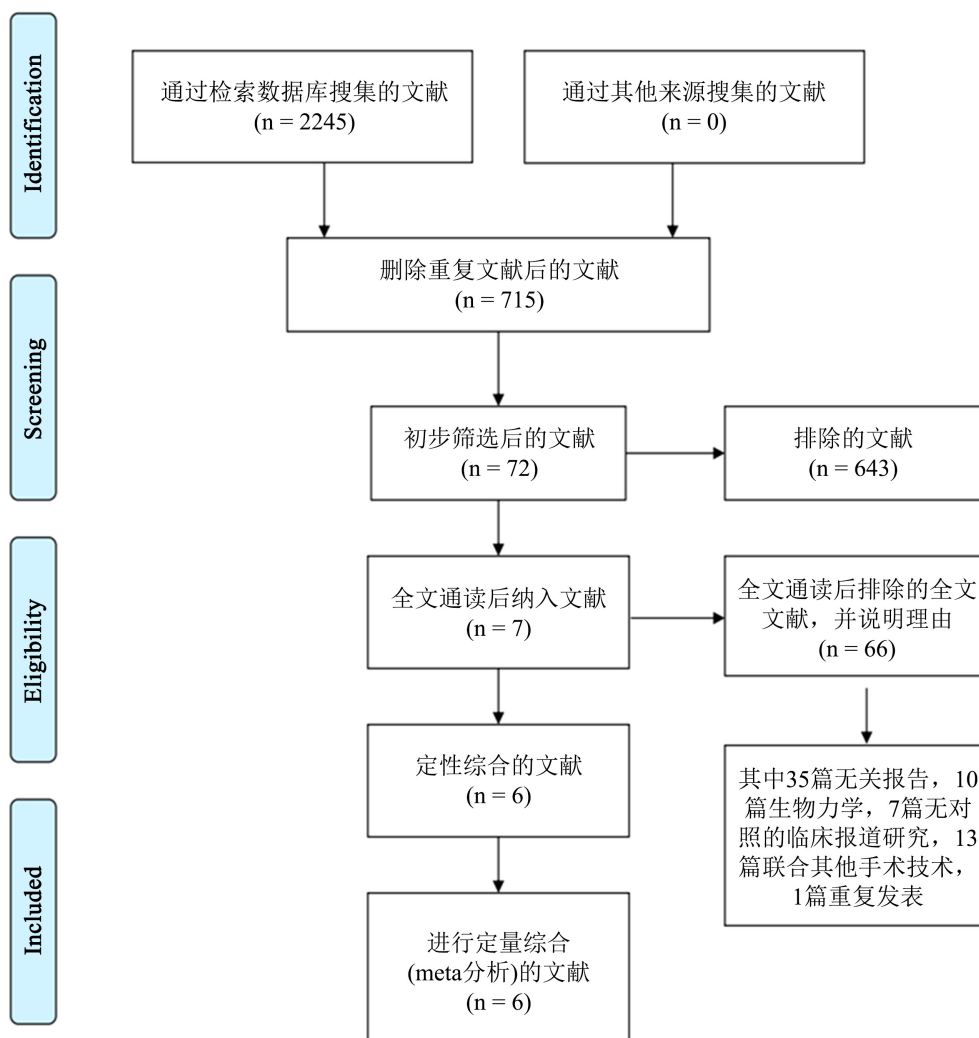 Identification
通过检索数据库搜集的文献
(n = 2245)
通过其他来源搜集的文献
(n = 0)
删除重复文献后的文献
(n = 715)
Screening
初步筛选后的文献
(n = 72)
排除的文献
(n = 643)
Eligibility
全文通读后纳入文献
(n = 7)
全文通读后排除的全文
文献，并说明理由
(n = 66)
定性综合的文献
(n = 6)
其中35篇无关报告，10
篇生物力学，7篇无对
照的临床报道研究，13
篇联合其他手术技术，
1篇重复发表
Included
进行定量综合
(meta分析)的文献
(n = 6)